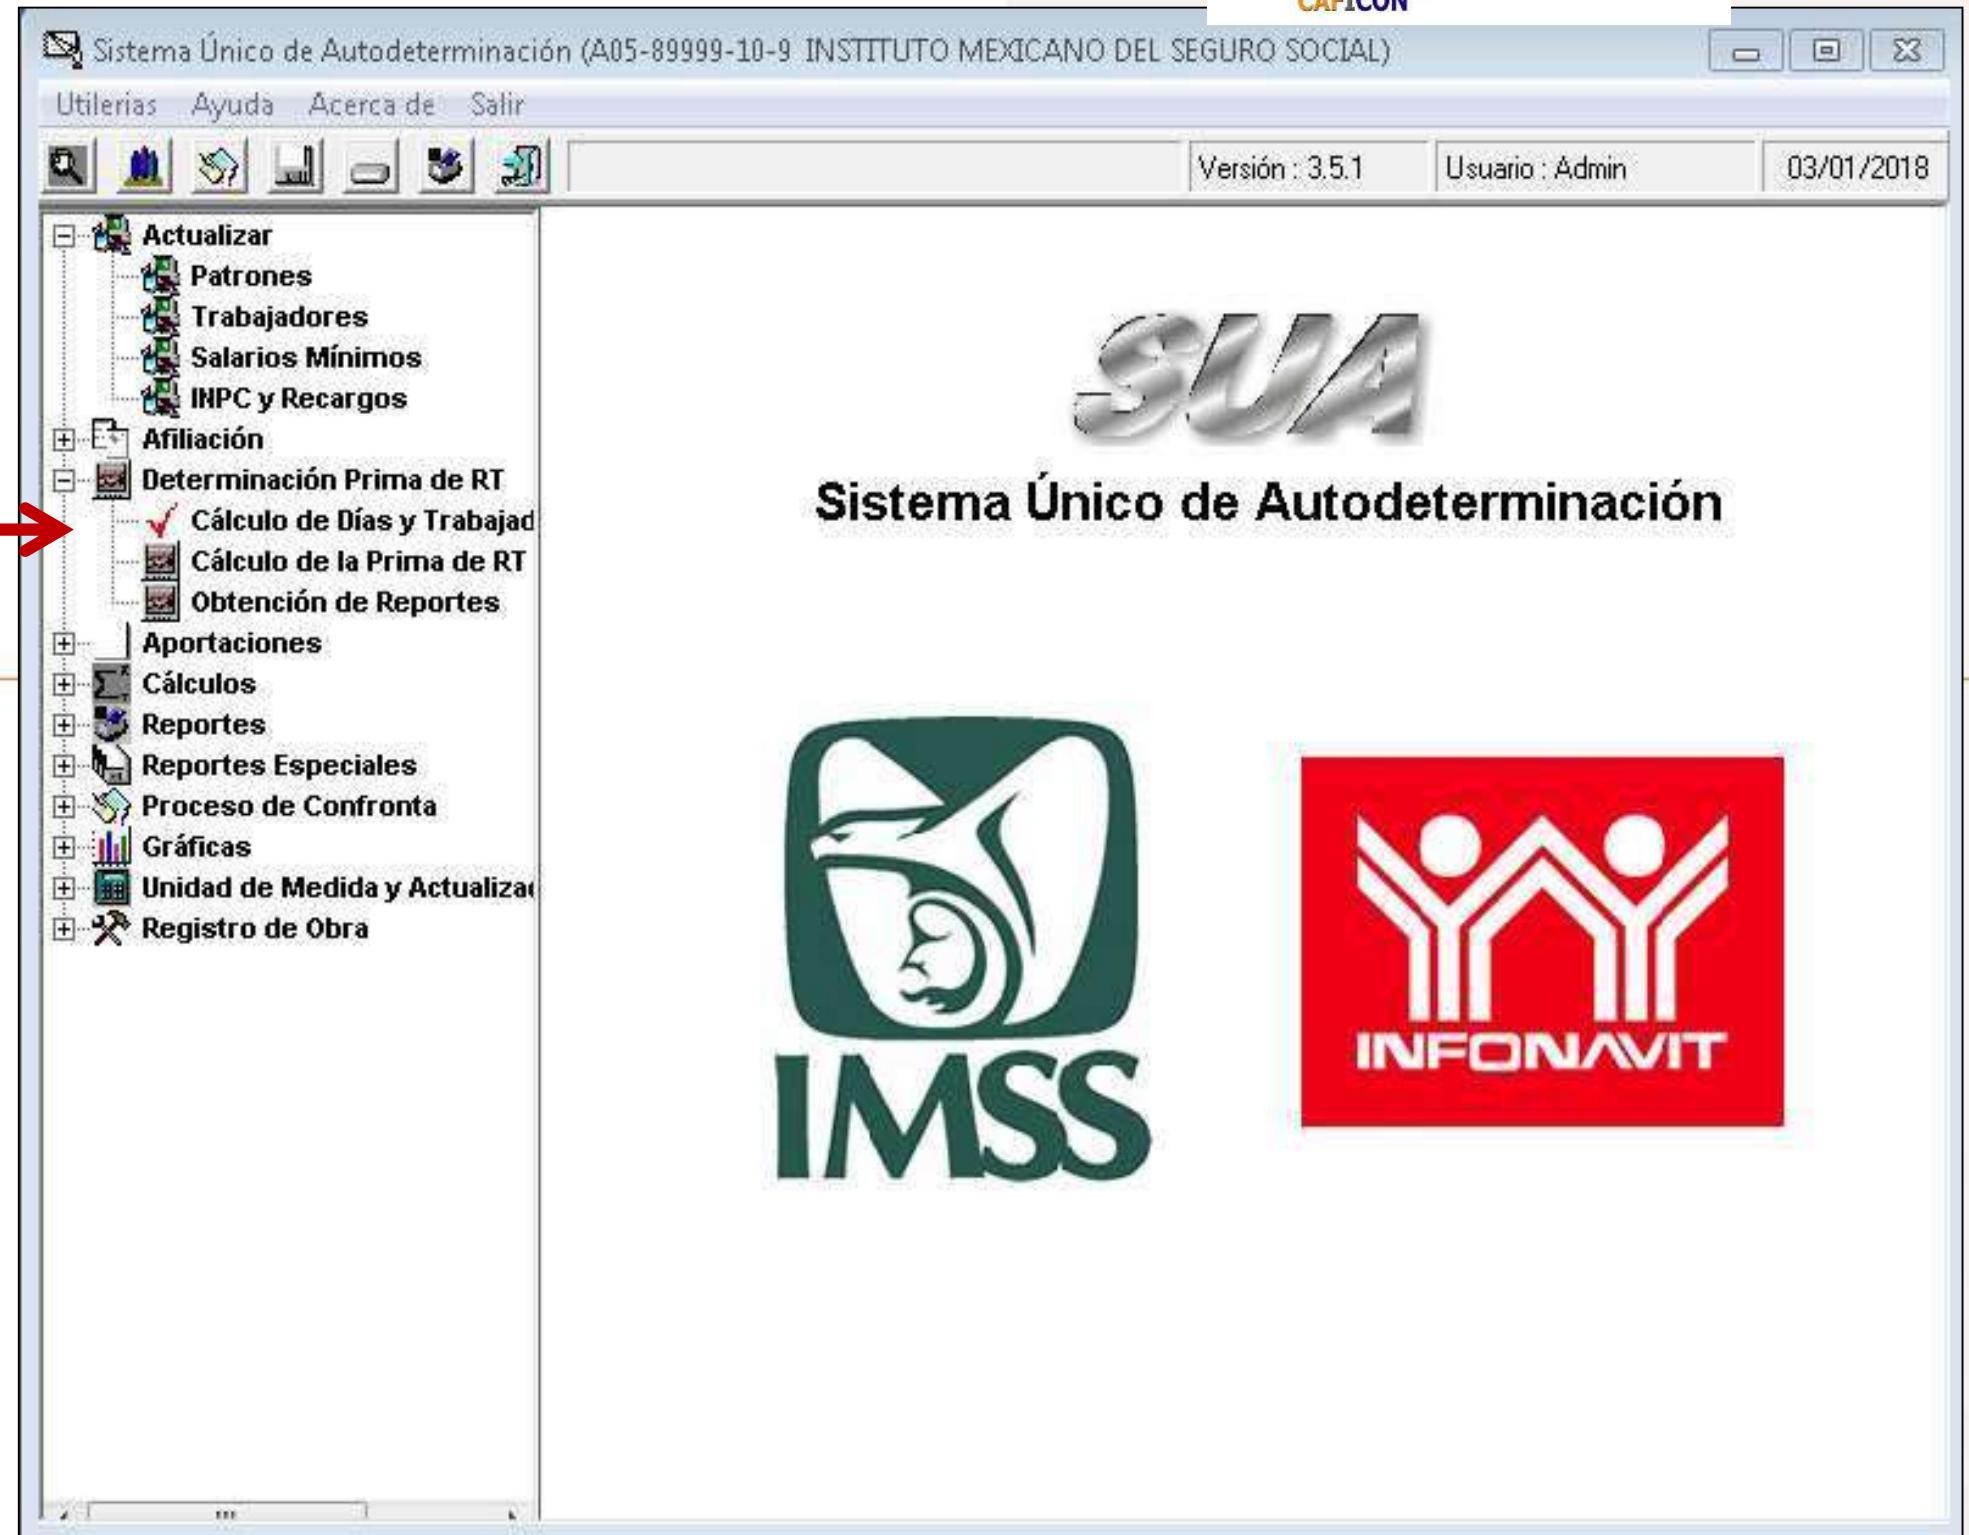 CAFICON
Sistema Único de Autodeterminación (A05-89999-10-9 INSTITUTO MEXICANO DEL SEGURO SOCIAL)
Utilerias Ayuda Acerca de Salir
Versión : 3.5.1 Usuario : Admin 03/01/2018
Actualizar
Patrones
Trabajadores
Salarios Mínimos
INPC y Recargos
Afiliación
Determinación Prima de RT
Cálculo de Días y Trabajad
Cálculo de la Prima de RT
Obtención de Reportes
Aportaciones
Cálculos
Reportes
Reportes Especiales
Proceso de Confronta
Gráficas
Unidad de Medida y Actualizac
Registro de Obra
SUA
Sistema Único de Autodeterminación
IMSS
INFONAVIT